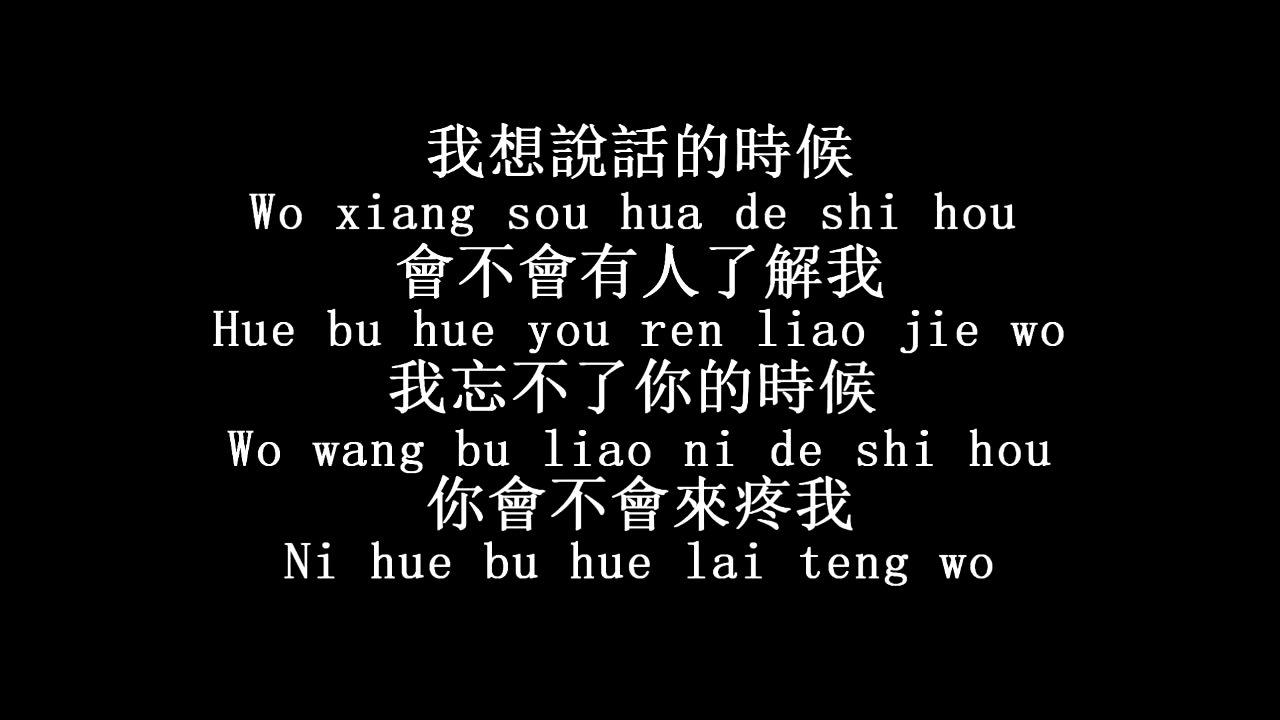 我想說話的時候
Wo xiang sou hua de shi hou
會不會有人了解我
Hue bu hue you ren liao jie wo
我忘不了你的時候
Wo wang bu liao ni de shi hou
你會不會來疼我
Ni hue bu hue lai teng wo